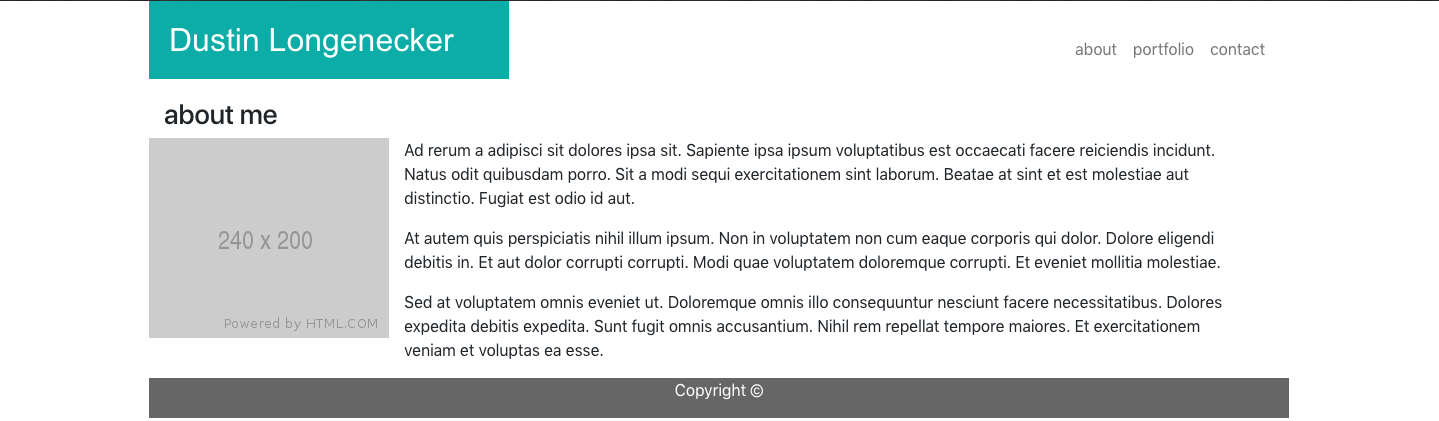 Dustin Longenecker
about portfolio contact
about me
240 x 200
Powered by HTML.COM
Ad rerum a adipisci sit dolores ipsa sit. Sapiente ipsa ipsum voluptatibus est occaecati facere reiciendis incidunt.
Natus odit quibusdam porro. Sit a modi sequi exercitationem sint laborum. Beatae at sint et est molestiae aut
distinctio. Fugiat est odio id aut.
At autem quis perspiciatis nihil illum ipsum. Non in voluptatem non cum eaque corporis qui dolor. Dolore eligendi
debitis in. Et aut dolor corrupti corrupti. Modi quae voluptatem doloremque corrupti. Et eveniet mollitia molestiae.
Sed at voluptatem omnis eveniet ut. Doloremque omnis illo consequuntur nesciunt facere necessitatibus. Dolores
expedita debitis expedita. Sunt fugit omnis accusantium. Nihil rem repellat tempore maiores. Et exercitationem
veniam et voluptas ea esse.
Copyright ©